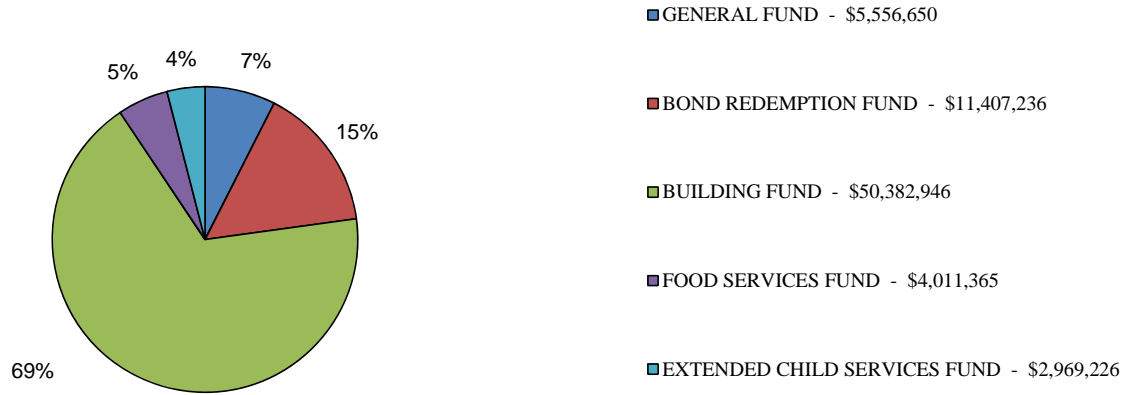 GENERAL FUND - $5,556,650
4%
7%
5%
BOND REDEMPTION FUND - $11,407,236
15%
BUILDING FUND - $50,382,946
FOOD SERVICES FUND - $4,011,365
69%
EXTENDED CHILD SERVICES FUND - $2,969,226